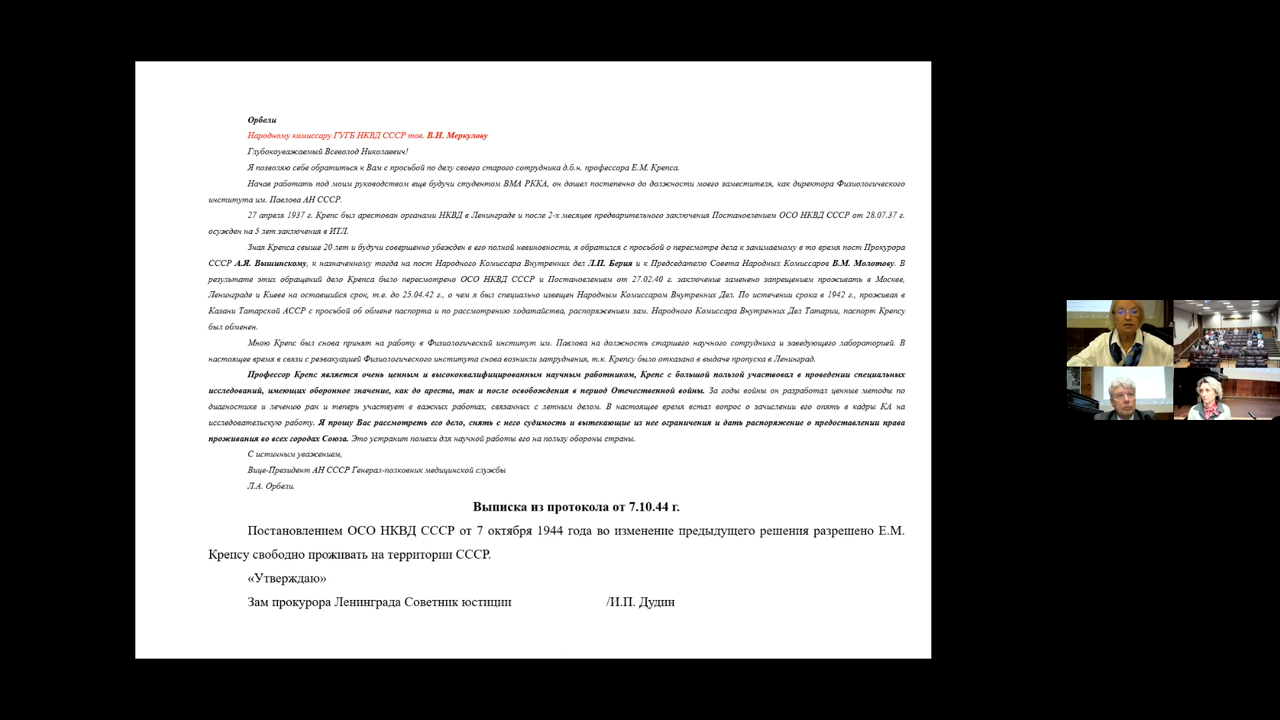 Орбели
Народному комиссару ГУГБ НКВД СССР тов. В.Н. Меркулову
Глубокоуважаемый Всеволод Николаевич!
Я позволяю себе обратиться к Вам с просьбой по делу своего старого сотрудника д.б.н. профессора Е.М. Крепса.
Начав работать под моим руководством еще будучи студентом ВМА РККА, он дошел постепенно до должности моего заместителя, как директора Физиологического
института им. Павлова АН СССР.
27 апреля 1937 г. Крепс был арестован органами НКВД в Ленинграде и после 2-х месяцев предварительного заключения Постановлением ОСО НКВД СССР от 28.07.37 г.
осужден на 5 лет заключения в ИТЛ.
Зная Крепса свыше 20 лет и будучи совершенно убежден в его полной невиновности, я обратился с просьбой о пересмотре дела к занимаемому в то время пост Прокурора
СССР А.Я. Вышинскому, к назначенному тогда на пост Народного Комиссара Внутренних дел Л.П. Берия и к Председателю Совета Народных Комиссаров В.М. Молотову. В
результате этих обращений дело Крепса было пересмотрено ОСО НКВД СССР и Постановлением от 27.02.40 г. заключение заменено запрещением проживать в Москве,
Ленинграде и Киеве на оставшийся срок, т.е. до 25.04.42 г., о чем я был специально извещен Народным Комиссаром Внутренних Дел. По истечении срока в 1942 г., проживая в
Казани Татарской АССР с просьбой об обмене паспорта и по рассмотрению ходатайства, распоряжением зам. Народного Комиссара Внутренних Дел Татарии, паспорт Крепсу
был обменен.
Мною Крепс был снова принят на работу в Физиологический институт им. Павлова на должность старшего научного сотрудника и заведующего лабораторией. В
настоящее время в связи с реэвакуацией Физиологического института снова возникли затруднения, т.к. Крепсу было отказано в выдаче пропуска в Ленинград.
Профессор Крепс является очень ценным и высококвалифицированным научным работником, Крепс с большой пользой участвовал в проведении специальных
исследований, имеющих оборонное значение, как до ареста, так и после освобождения в период Отечественной войны. За годы войны он разработал ценные методы по
диагностике и лечению ран и теперь участвует в важных работах, связанных с летным делом. В настоящее время встал вопрос о зачислении его опять в кадры КА на
исследовательскую работу. Я прошу Вас рассмотреть его дело, снять с него судимость и вытекающие из нее ограничения и дать распоряжение о предоставлении права
проживания во всех городах Союза. Это устранит помехи для научной работы его на пользу обороны страны.
С истинным уважением,
Вице-Президент АН СССР Генерал-полковник медицинской службы
Л.А. Орбели.
Выписка из протокола от 7.10.44 г.
Постановлением ОСО НКВД СССР от 7 октября 1944 года во изменение предыдущего решения разрешено Е.М.
Крепсу свободно проживать на территории СССР.
«Утверждаю»
Зам прокурора Ленинграда Советник юстиции /И.П. Дудин